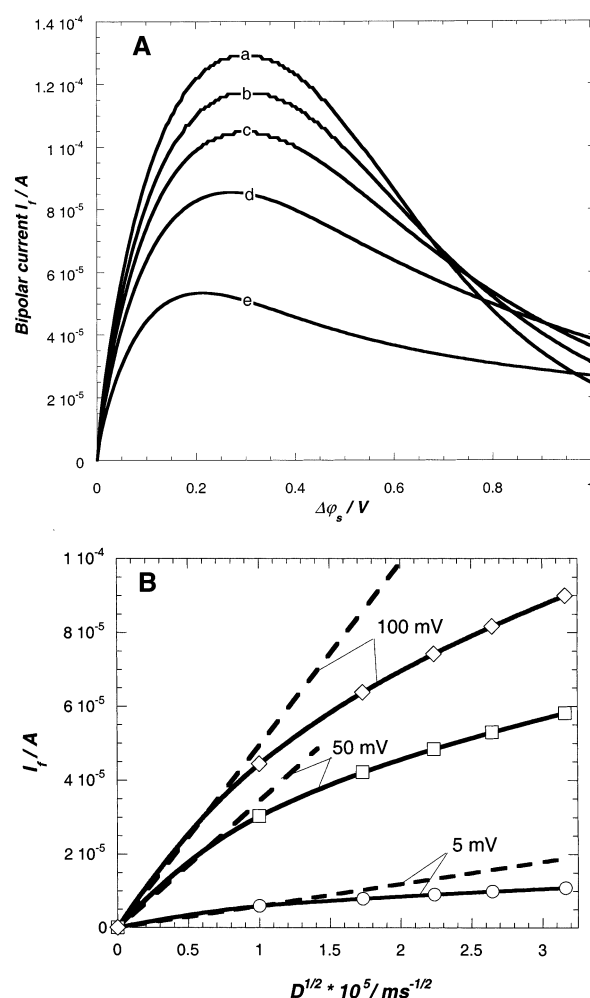 A
1.4 10⁻⁴
1.2 10⁻⁴
1 10⁻⁴
8 10⁻⁵
6 10⁻⁵
4 10⁻⁵
2 10⁻⁵
0
Bipolar current I_f / A
a
b
c
d
e
0 0.2 0.4 0.6 0.8 1
Δφ_s / V
B
1 10⁻⁴
8 10⁻⁵
6 10⁻⁵
4 10⁻⁵
2 10⁻⁵
0
I_f / A
100 mV
50 mV
5 mV
0 0.5 1 1.5 2 2.5 3
D^1/2 * 10⁵ / ms^-1/2